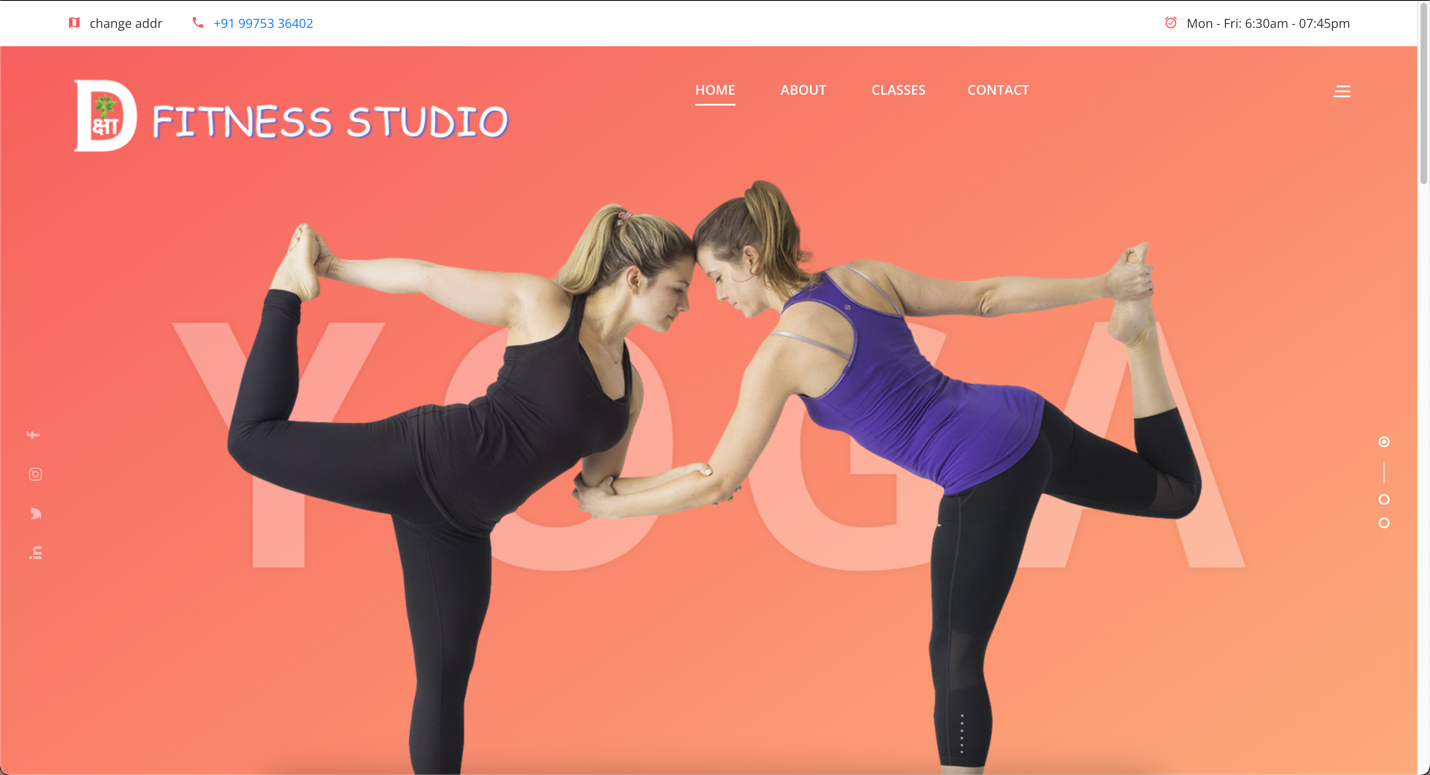 change addr
+91 99753 36402
Mon - Fri: 6:30am - 07:45pm
D क्षा FITNESS STUDIO
HOME
ABOUT
CLASSES
CONTACT
YOGA